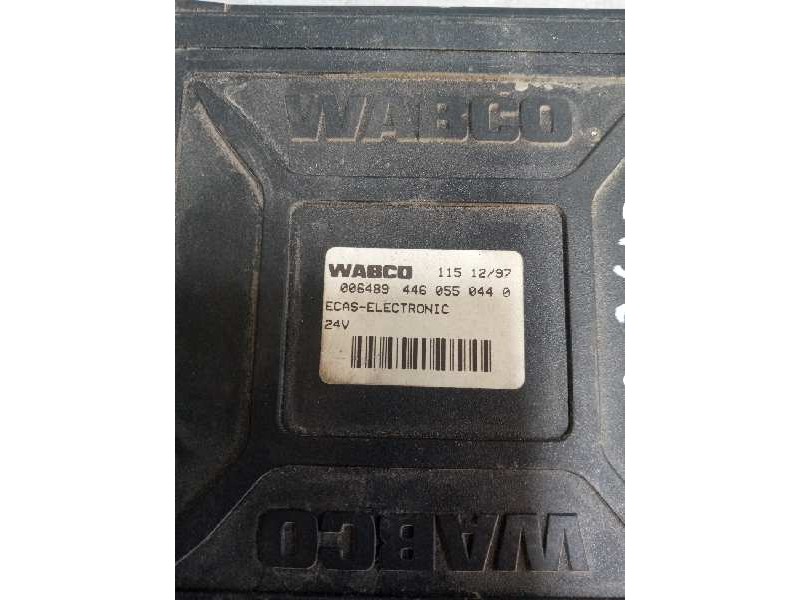 WABCO
WABCO 115 12/97
006489 446 055 044 0
ECAS-ELECTRONIC
24V
WABCO